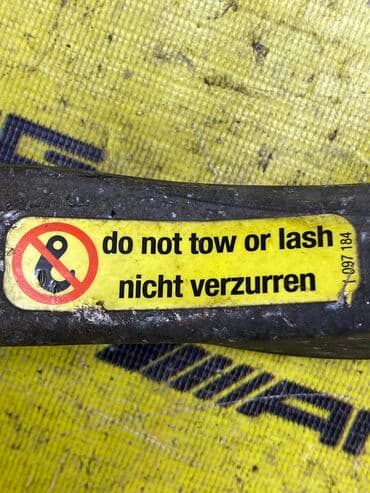 do not tow or lash
nicht verzurren
1 097 184